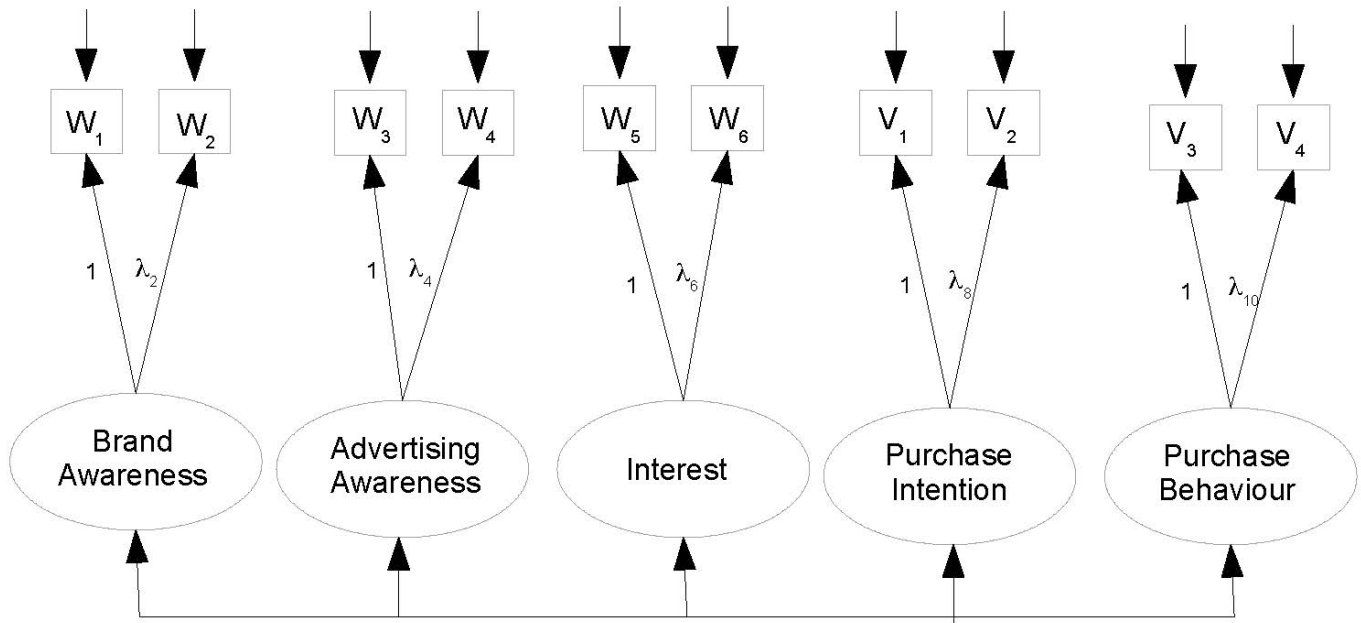 W₁ W₂ W₃ W₄ W₅ W₆ V₁ V₂ V₃ V₄
1 λ₂ 1 λ₄ 1 λ₆ 1 λ₈ 1 λ₁₀
Brand
Awareness
Advertising
Awareness
Interest
Purchase
Intention
Purchase
Behaviour